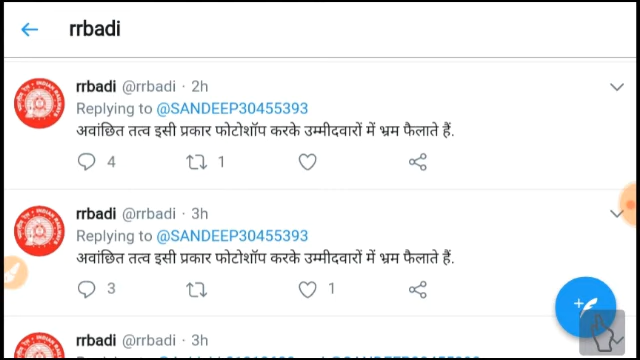 rrbadi
rrbadi @rrbadi · 2h
Replying to @SANDEEP30455393
अवांछित तत्व इसी प्रकार फोटोशॉप करके उम्मीदवारों में भ्रम फैलाते हैं.
4 1
rrbadi @rrbadi · 3h
Replying to @SANDEEP30455393
अवांछित तत्व इसी प्रकार फोटोशॉप करके उम्मीदवारों में भ्रम फैलाते हैं.
3 1
rrbadi @rrbadi · 3h